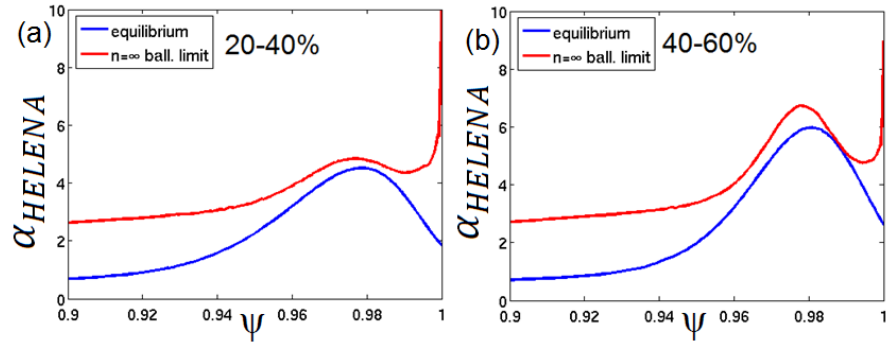 (a)
equilibrium
n=∞ ball. limit
20-40%
α_HELENA
10
8
6
4
2
0
0.9
0.92
0.94
0.96
0.98
1
ψ
(b)
equilibrium
n=∞ ball. limit
40-60%
α_HELENA
10
8
6
4
2
0
0.9
0.92
0.94
0.96
0.98
1
ψ